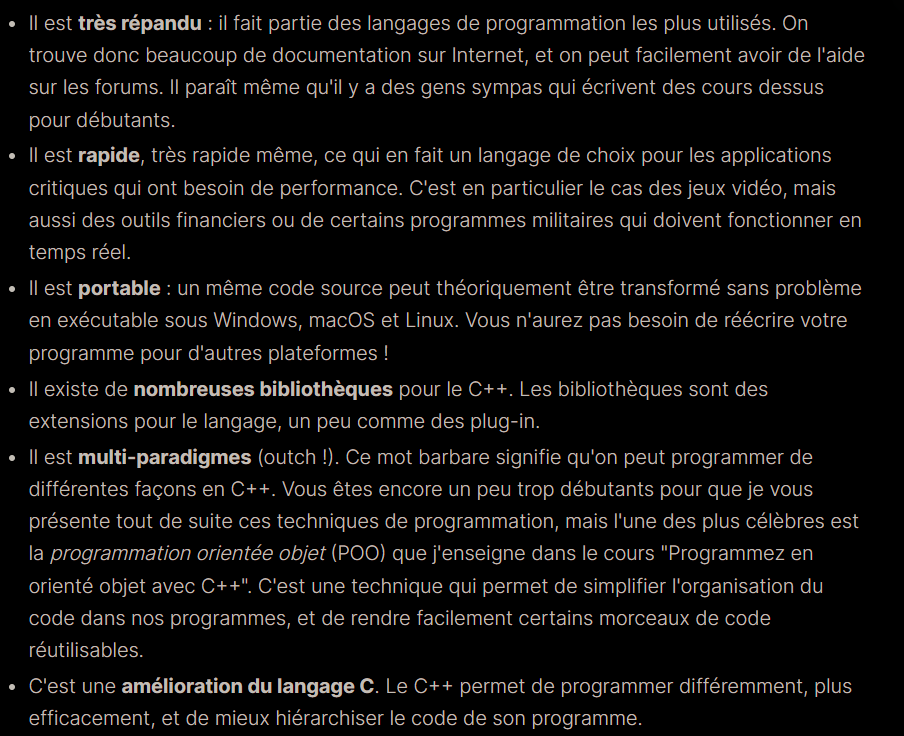 • Il est très répandu : il fait partie des langages de programmation les plus utilisés. On
trouve donc beaucoup de documentation sur Internet, et on peut facilement avoir de l'aide
sur les forums. Il paraît même qu'il y a des gens sympas qui écrivent des cours dessus
pour débutants.
• Il est rapide, très rapide même, ce qui en fait un langage de choix pour les applications
critiques qui ont besoin de performance. C'est en particulier le cas des jeux vidéo, mais
aussi des outils financiers ou de certains programmes militaires qui doivent fonctionner en
temps réel.
• Il est portable : un même code source peut théoriquement être transformé sans problème
en exécutable sous Windows, macOS et Linux. Vous n'aurez pas besoin de réécrire votre
programme pour d'autres plateformes !
• Il existe de nombreuses bibliothèques pour le C++. Les bibliothèques sont des
extensions pour le langage, un peu comme des plug-in.
• Il est multi-paradigmes (outch !). Ce mot barbare signifie qu'on peut programmer de
différentes façons en C++. Vous êtes encore un peu trop débutants pour que je vous
présente tout de suite ces techniques de programmation, mais l'une des plus célèbres est
la programmation orientée objet (POO) que j'enseigne dans le cours "Programmez en
orienté objet avec C++". C'est une technique qui permet de simplifier l'organisation du
code dans nos programmes, et de rendre facilement certains morceaux de code
réutilisables.
• C'est une amélioration du langage C. Le C++ permet de programmer différemment, plus
efficacement, et de mieux hiérarchiser le code de son programme.